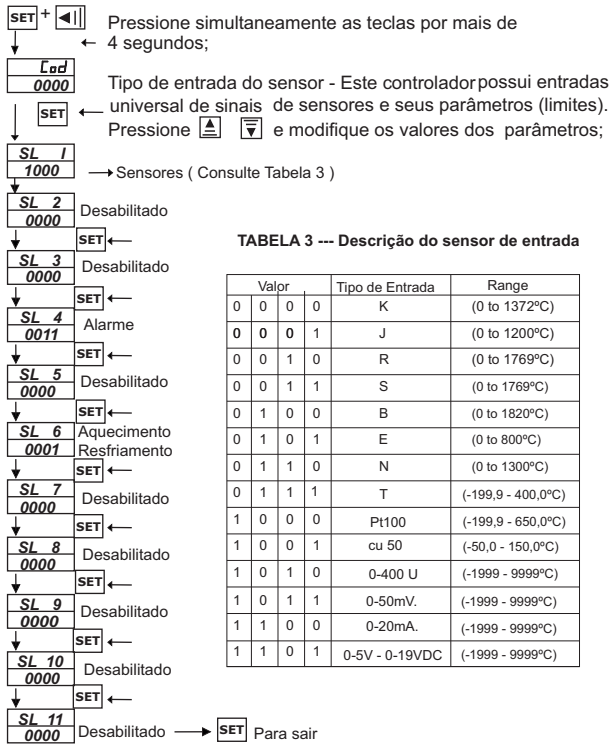 SET + Pressione simultaneamente as teclas por mais de
4 segundos;
Cod
0000
Tipo de entrada do sensor - Este controlador possui entradas
SET universal de sinais de sensores e seus parâmetros (limites).
Pressione e modifique os valores dos parâmetros;
SL 1
1000 Sensores ( Consulte Tabela 3 )
SL 2
0000 Desabilitado
SET
SL 3
0000 Desabilitado
SET
SL 4
0011 Alarme
SET
SL 5
0000 Desabilitado
SET
SL 6 Aquecimento
0001 Resfriamento
SET
SL 7
0000 Desabilitado
SET
SL 8
0000 Desabilitado
SET
SL 9
0000 Desabilitado
SET
SL 10
0000 Desabilitado
SET
SL 11
0000 Desabilitado SET Para sair
TABELA 3 --- Descrição do sensor de entrada
Valor Tipo de Entrada Range
0 0 0 0 K (0 to 1372ºC)
0 0 0 1 J (0 to 1200ºC)
0 0 1 0 R (0 to 1769ºC)
0 0 1 1 S (0 to 1769ºC)
0 1 0 0 B (0 to 1820ºC)
0 1 0 1 E (0 to 800ºC)
0 1 1 0 N (0 to 1300ºC)
0 1 1 1 T (-199,9 - 400,0ºC)
1 0 0 0 Pt100 (-199,9 - 650,0ºC)
1 0 0 1 cu 50 (-50,0 - 150,0ºC)
1 0 1 0 0-400 U (-1999 - 9999ºC)
1 0 1 1 0-50mV. (-1999 - 9999ºC)
1 1 0 0 0-20mA. (-1999 - 9999ºC)
1 1 0 1 0-5V - 0-19VDC (-1999 - 9999ºC)